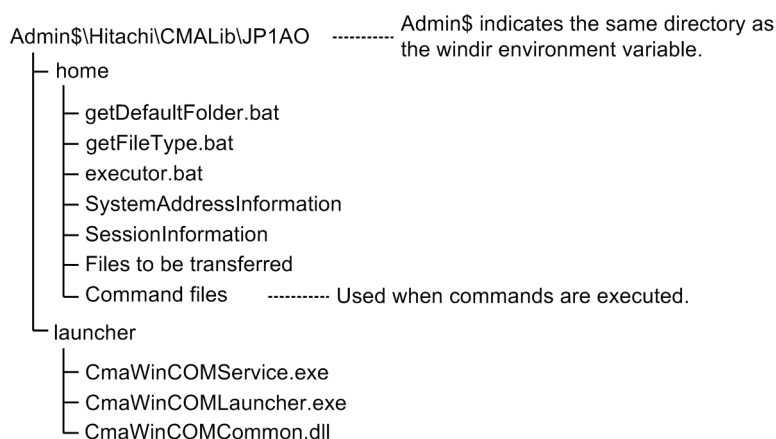 Admin$\Hitachi\CMALib\JP1AO
Admin$ indicates the same directory as
the windir environment variable.
home
getDefaultFolder.bat
getFileType.bat
executor.bat
SystemAddressInformation
SessionInformation
Files to be transferred
Command files
Used when commands are executed.
launcher
CmaWinCOMService.exe
CmaWinCOMLauncher.exe
CmaWinCOMCommon.dll